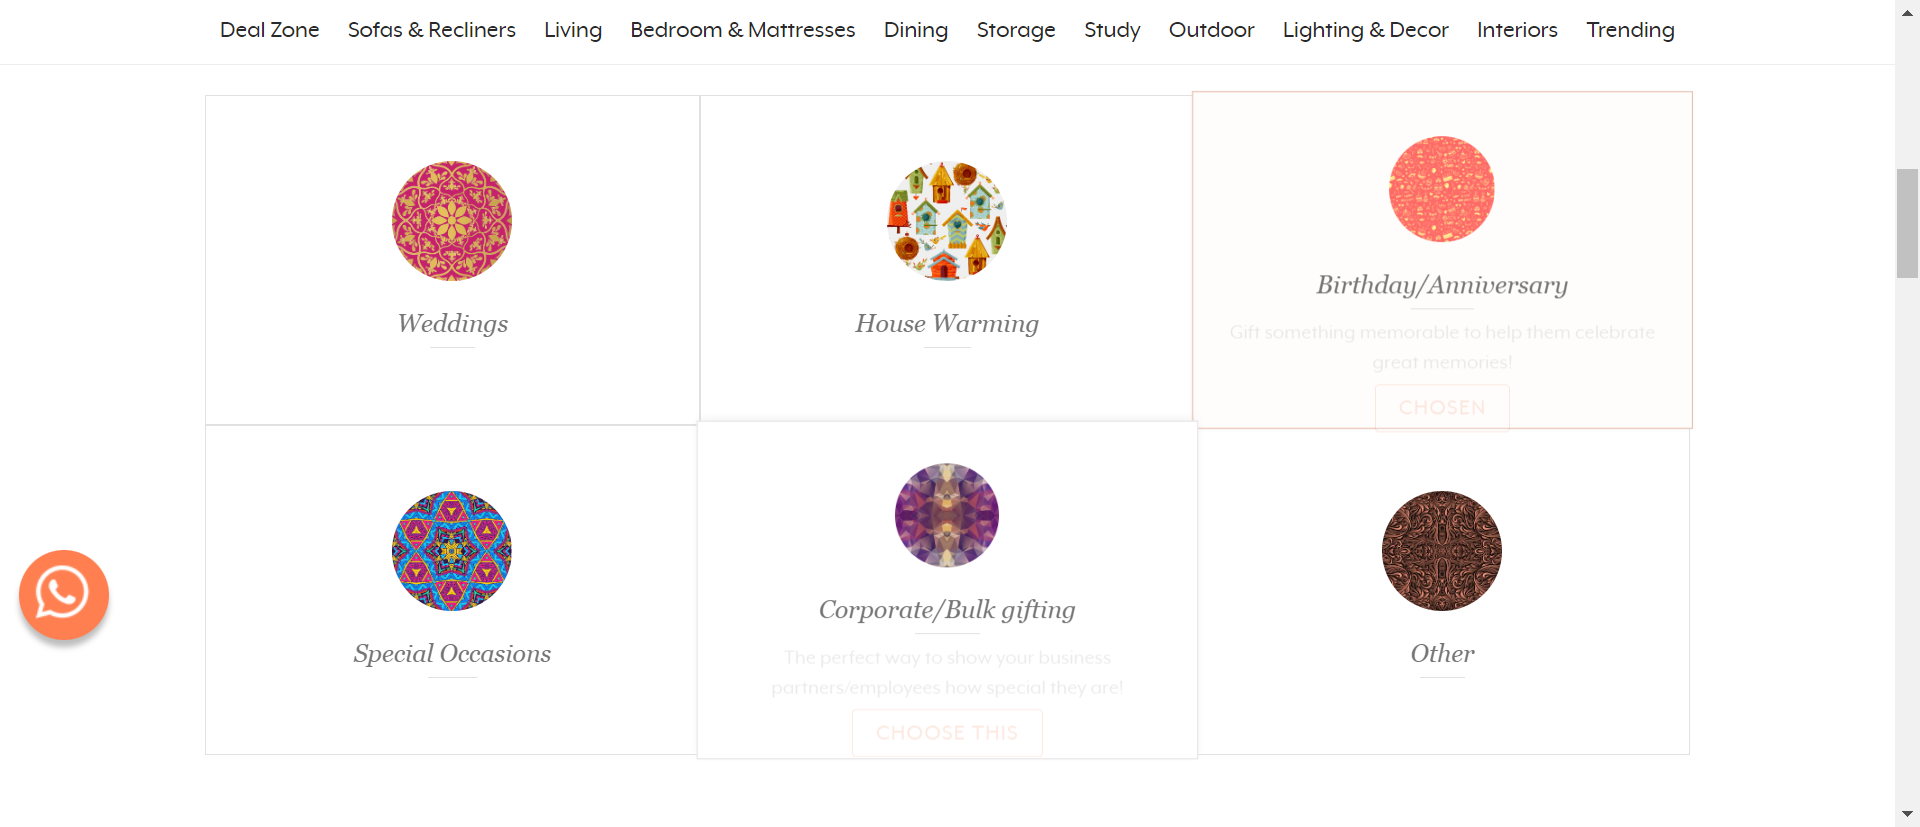 Deal Zone Sofas & Recliners Living Bedroom & Mattresses Dining Storage Study Outdoor Lighting & Decor Interiors Trending
Weddings
House Warming
Birthday/Anniversary
Gift something memorable to help them celebrate
great memories!
CHOSEN
Special Occasions
Corporate/Bulk gifting
The perfect way to show your business
partners/employees how special they are!
CHOOSE THIS
Other